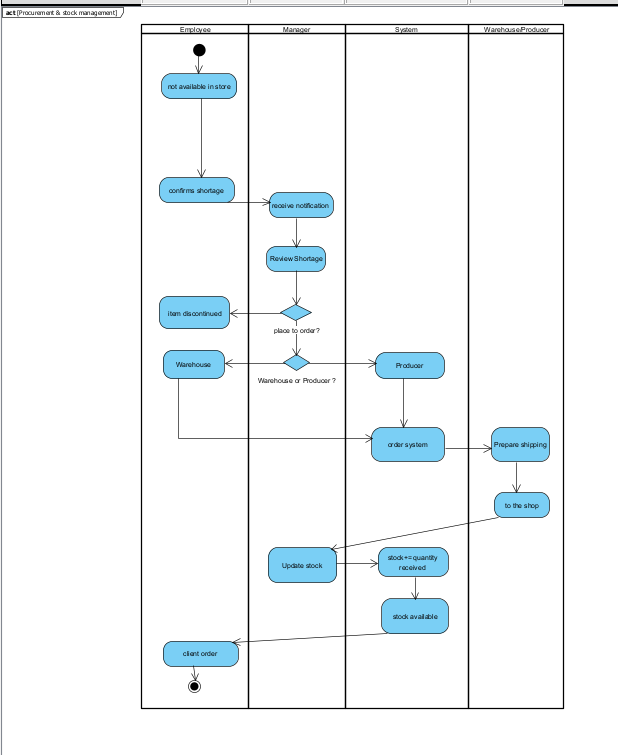 act [Procurement & stock management]
Employee
Manager
System
Warehouse/Producer
not available in store
confirms shortage
receive notification
Review Shortage
item discontinued
place to order?
Warehouse
Producer
Warehouse or Producer ?
order system
Prepare shipping
to the shop
Update stock
stock+= quantity
received
stock available
client order